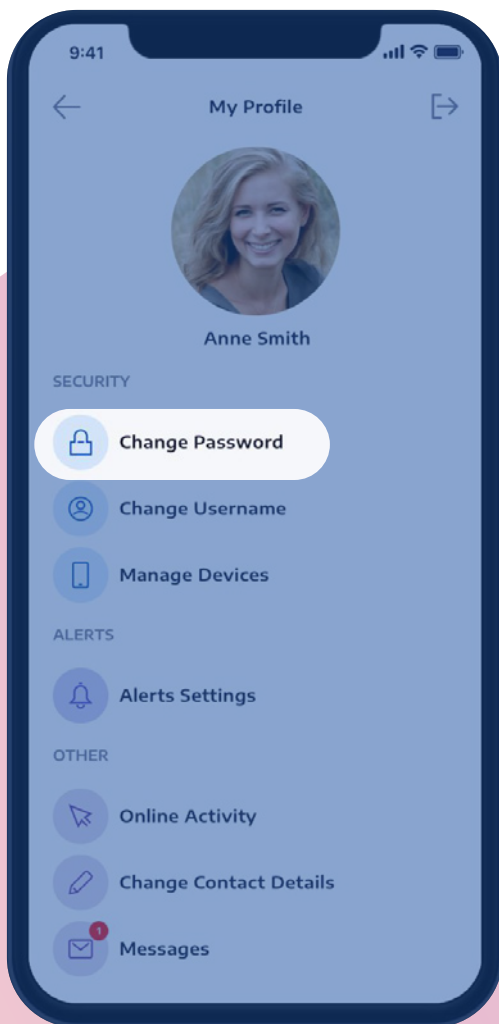 9:41
My Profile
Anne Smith
SECURITY
Change Password
Change Username
Manage Devices
ALERTS
Alerts Settings
OTHER
Online Activity
Change Contact Details
1
Messages